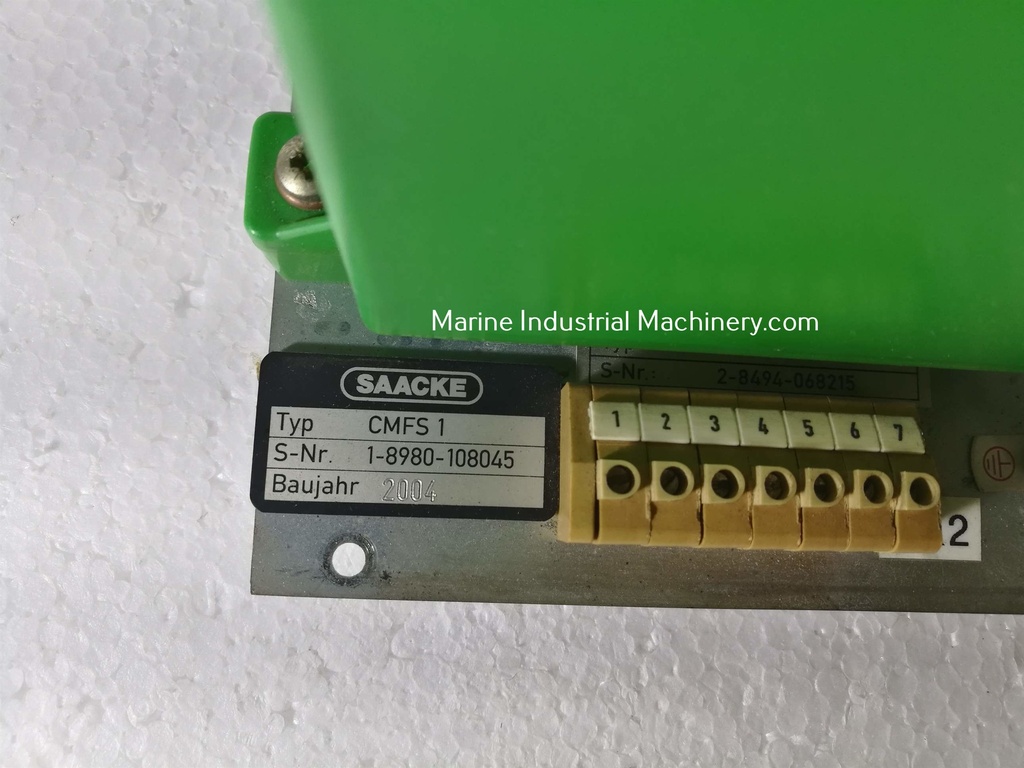 Marine Industrial Machinery.com
S-Nr.: 2-8494-068215
SAACKE
Typ CMFS 1
S-Nr. 1-8980-108045
Baujahr 2004
1 2 3 4 5 6 7
2